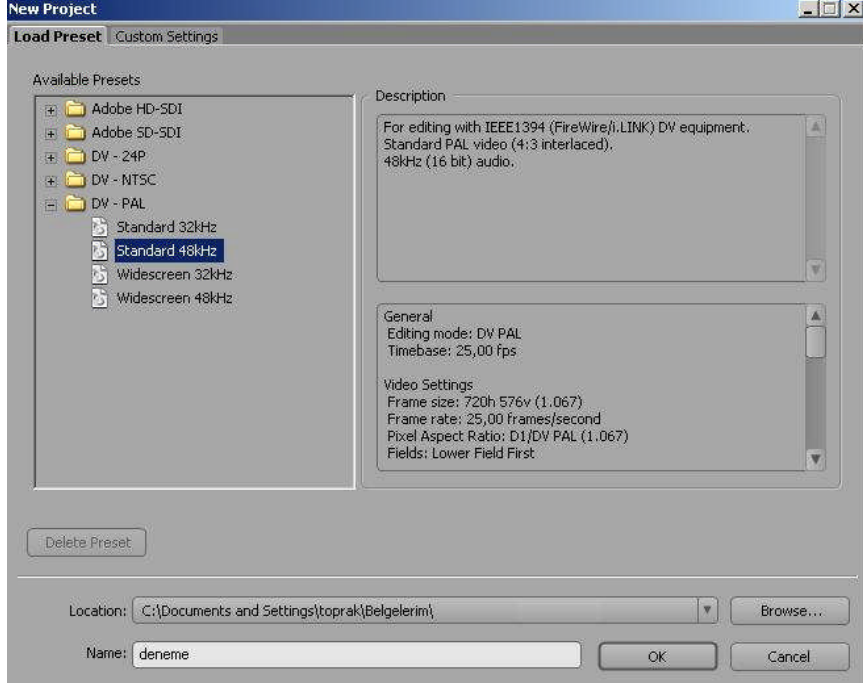 New Project
Load Preset Custom Settings
Available Presets
Adobe HD-SDI
Adobe SD-SDI
DV - 24P
DV - NTSC
DV - PAL
Standard 32kHz
Standard 48kHz
Widescreen 32kHz
Widescreen 48kHz
Description
For editing with IEEE1394 (FireWire/i.LINK) DV equipment.
Standard PAL video (4:3 interlaced).
48kHz (16 bit) audio.
General
Editing mode: DV PAL
Timebase: 25,00 fps
Video Settings
Frame size: 720h 576v (1.067)
Frame rate: 25,00 frames/second
Pixel Aspect Ratio: D1/DV PAL (1.067)
Fields: Lower Field First
Delete Preset
Location: C:\Documents and Settings\toprak\Belgelerim\ Browse...
Name: deneme OK Cancel